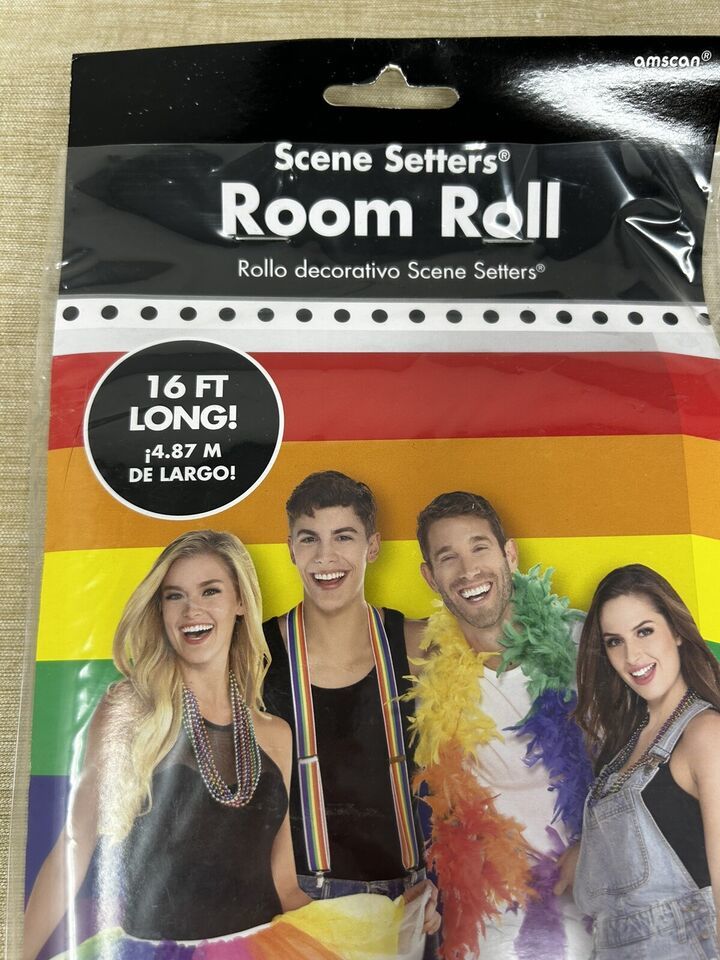 amscan®
Scene Setters®
Room Roll
Rollo decorativo Scene Setters®
16 FT
LONG!
¡4.87 M
DE LARGO!